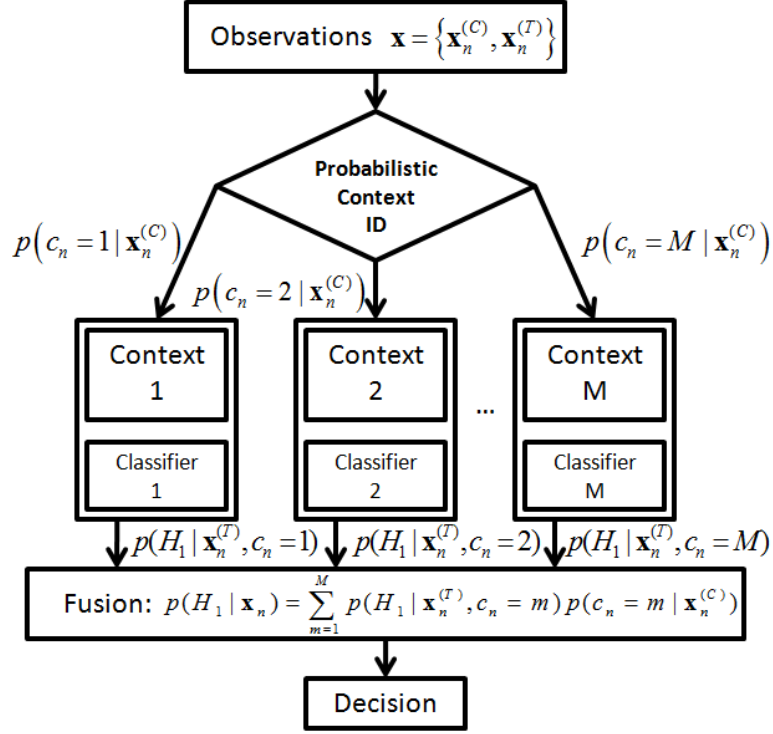 Observations x = {x_n^(C), x_n^(T)}
Probabilistic
Context
ID
p(c_n = 1 | x_n^(C))
p(c_n = 2 | x_n^(C))
p(c_n = M | x_n^(C))
Context
1
Classifier
1
Context
2
Classifier
2
...
Context
M
Classifier
M
p(H_1 | x_n^(T), c_n = 1)
p(H_1 | x_n^(T), c_n = 2)
p(H_1 | x_n^(T), c_n = M)
Fusion: p(H_1 | x_n) = ∑_{m=1}^{M} p(H_1 | x_n^(T), c_n = m) p(c_n = m | x_n^(C))
Decision